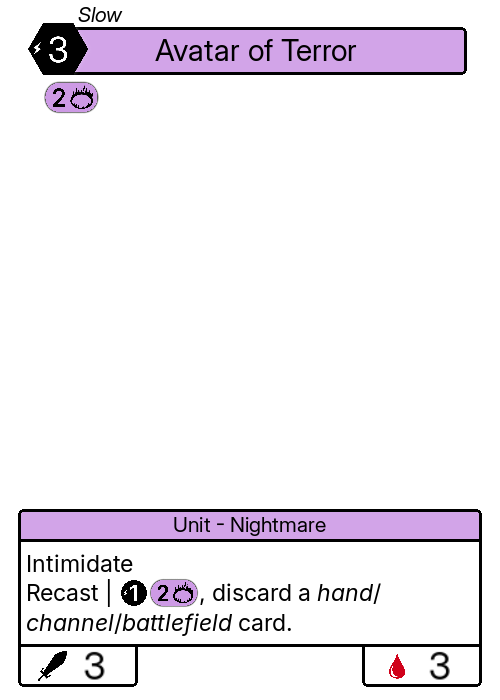 Slow
3 Avatar of Terror
2
Unit - Nightmare
Intimidate
Recast | 1 2, discard a hand/
channel/battlefield card.
3 3